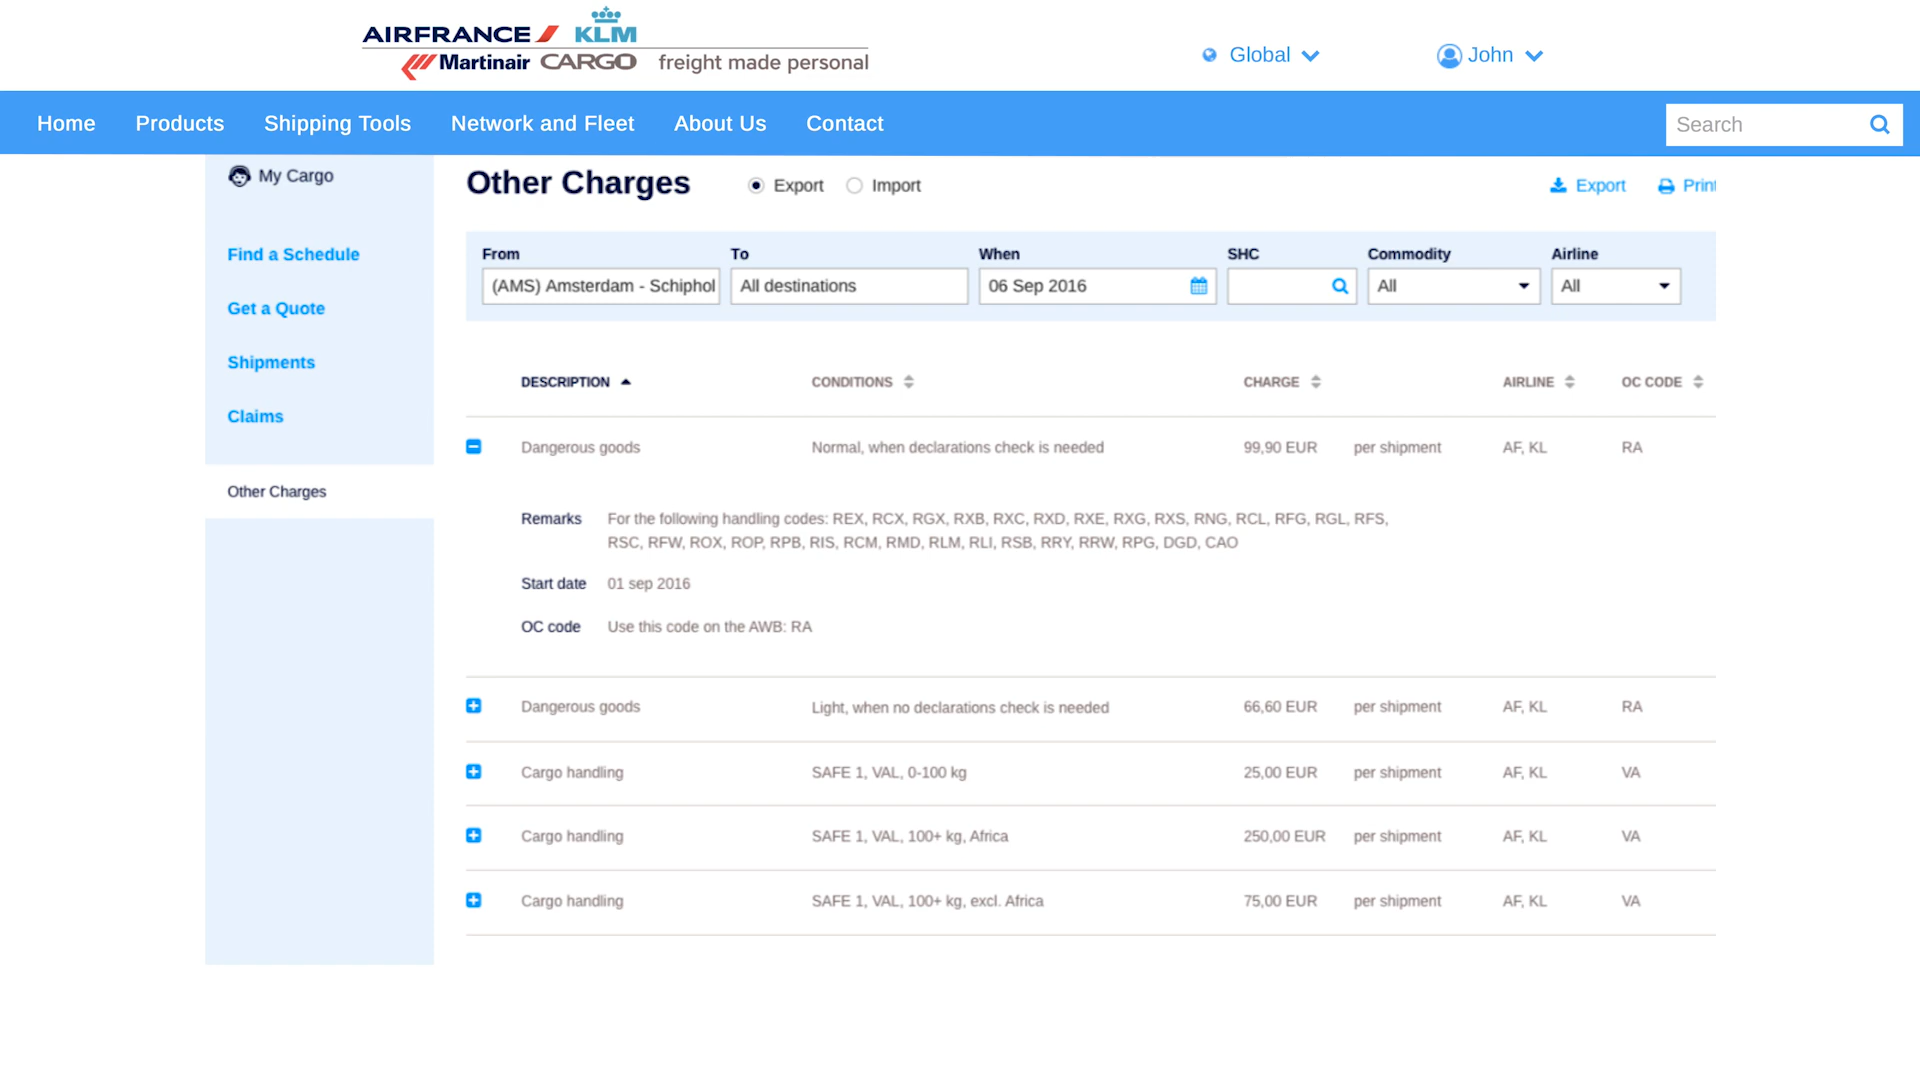 AIRFRANCE KLM
Martinair CARGO freight made personal
Global
John
Home Products Shipping Tools Network and Fleet About Us Contact
Search
My Cargo
Find a Schedule
Get a Quote
Shipments
Claims
Other Charges
Other Charges
Export Import
Export Print
From To When SHC Commodity Airline
(AMS) Amsterdam - Schiphol All destinations 06 Sep 2016 All All
DESCRIPTION CONDITIONS CHARGE AIRLINE OC CODE
Dangerous goods Normal, when declarations check is needed 99,90 EUR per shipment AF, KL RA
Remarks For the following handling codes: REX, RCX, RGX, RXB, RXC, RXD, RXE, RXG, RXS, RNG, RCL, RFG, RGL, RFS,
RSC, RFW, ROX, ROP, RPB, RIS, RCM, RMD, RLM, RLI, RSB, RRY, RRW, RPG, DGD, CAO
Start date 01 sep 2016
OC code Use this code on the AWB: RA
Dangerous goods Light, when no declarations check is needed 66,60 EUR per shipment AF, KL RA
Cargo handling SAFE 1, VAL, 0-100 kg 25,00 EUR per shipment AF, KL VA
Cargo handling SAFE 1, VAL, 100+ kg, Africa 250,00 EUR per shipment AF, KL VA
Cargo handling SAFE 1, VAL, 100+ kg, excl. Africa 75,00 EUR per shipment AF, KL VA